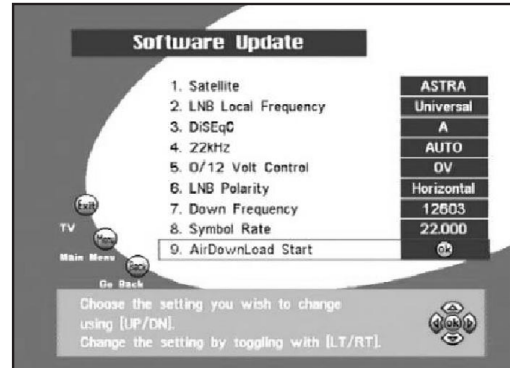 Software Update
1. Satellite ASTRA
2. LNB Local Frequency Universal
3. DiSEqC A
4. 22kHz AUTO
5. 0/12 Volt Control 0V
6. LNB Polarity Horizontal
7. Down Frequency 12603
8. Symbol Rate 22.000
9. AirDownLoad Start ok
Exit
TV
Menu
Main Menu
Back
Go Back
Choose the setting you wish to change
using [UP/DN].
Change the setting by toggling with [LT/RT].
ok